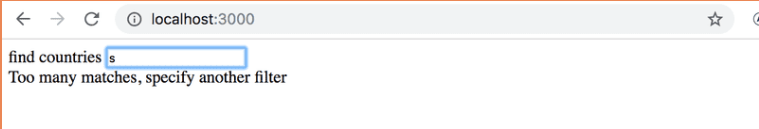 localhost:3000
find countries s
Too many matches, specify another filter